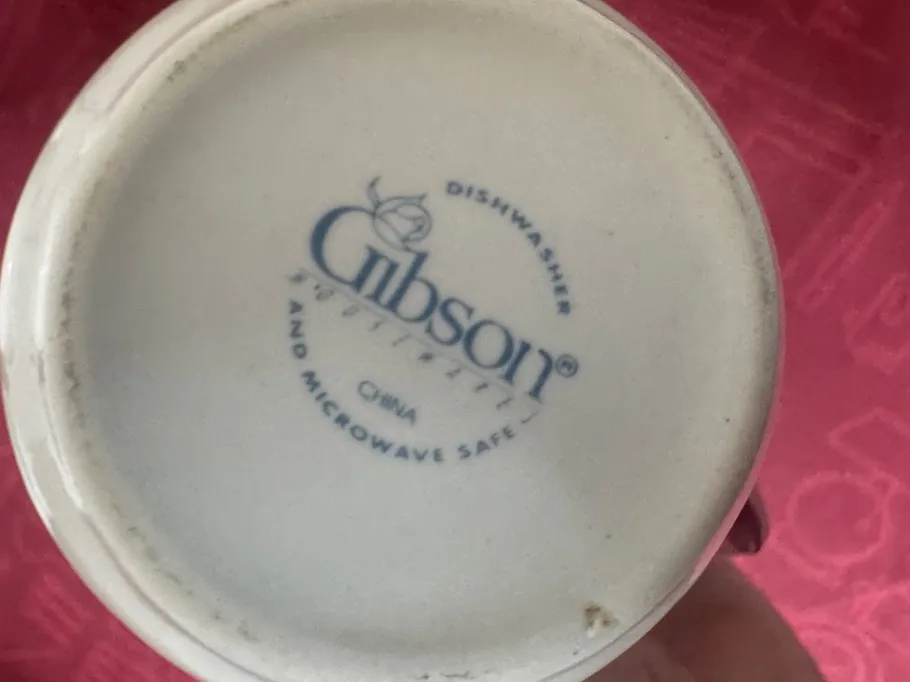 DISHWASHER
Gibson®
CHINA
AND MICROWAVE SAFE